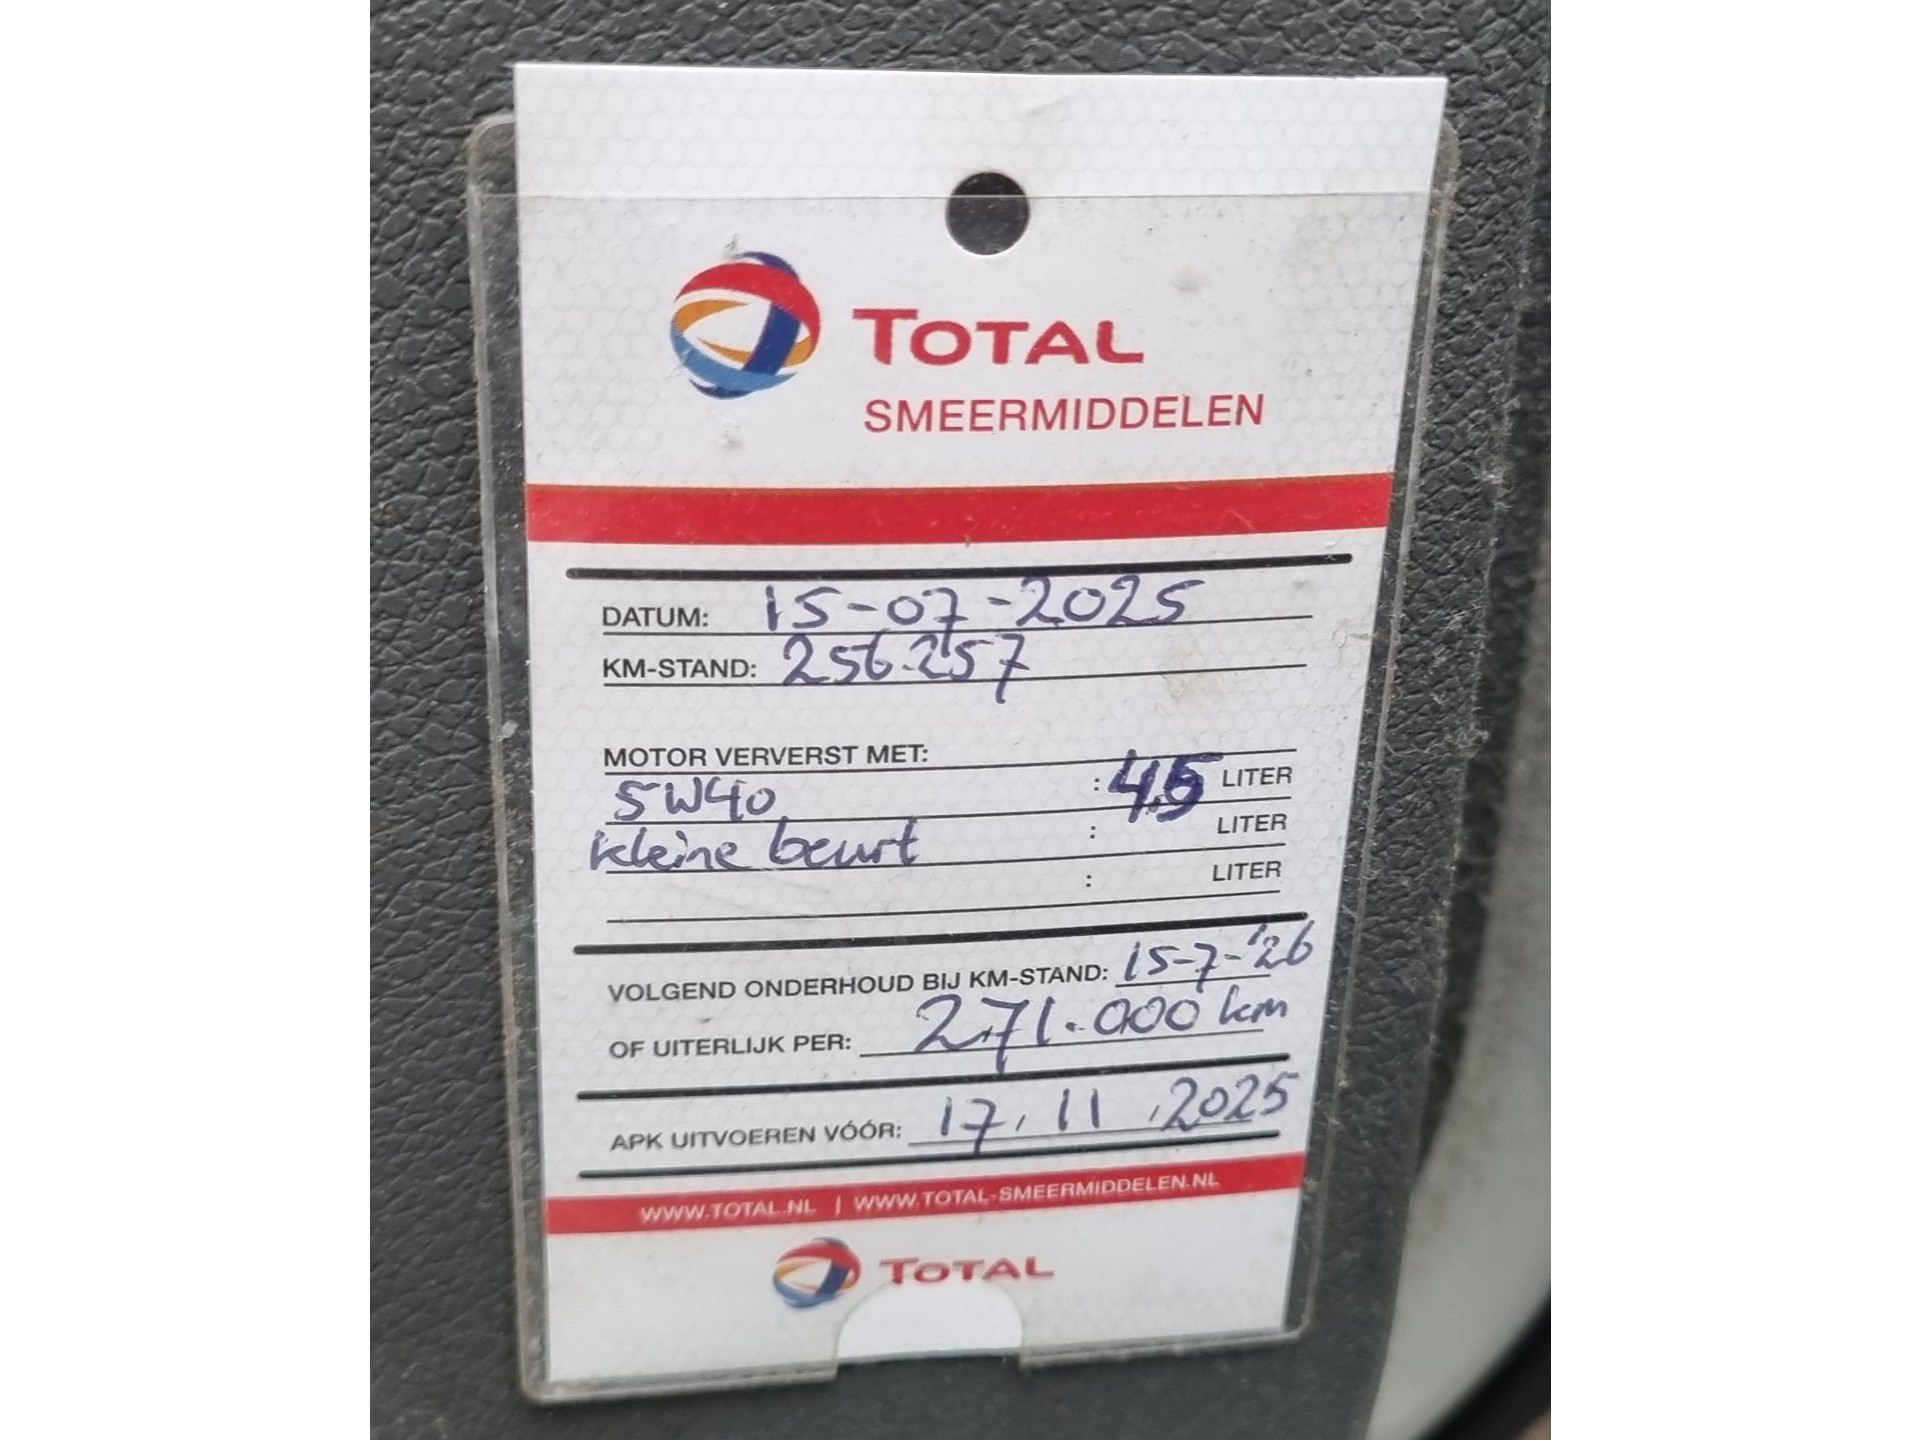 TOTAL
SMEERMIDDELEN
DATUM: 15-07-2025
KM-STAND: 256.257
MOTOR VERVERST MET:
5W40 : 4,5 LITER
kleine beurt : LITER
: LITER
VOLGEND ONDERHOUD BIJ KM-STAND: 15-7-'26
OF UITERLIJK PER: 271.000 km
APK UITVOEREN VÓÓR: 17.11.2025
WWW.TOTAL.NL | WWW.TOTAL-SMEERMIDDELEN.NL
TOTAL